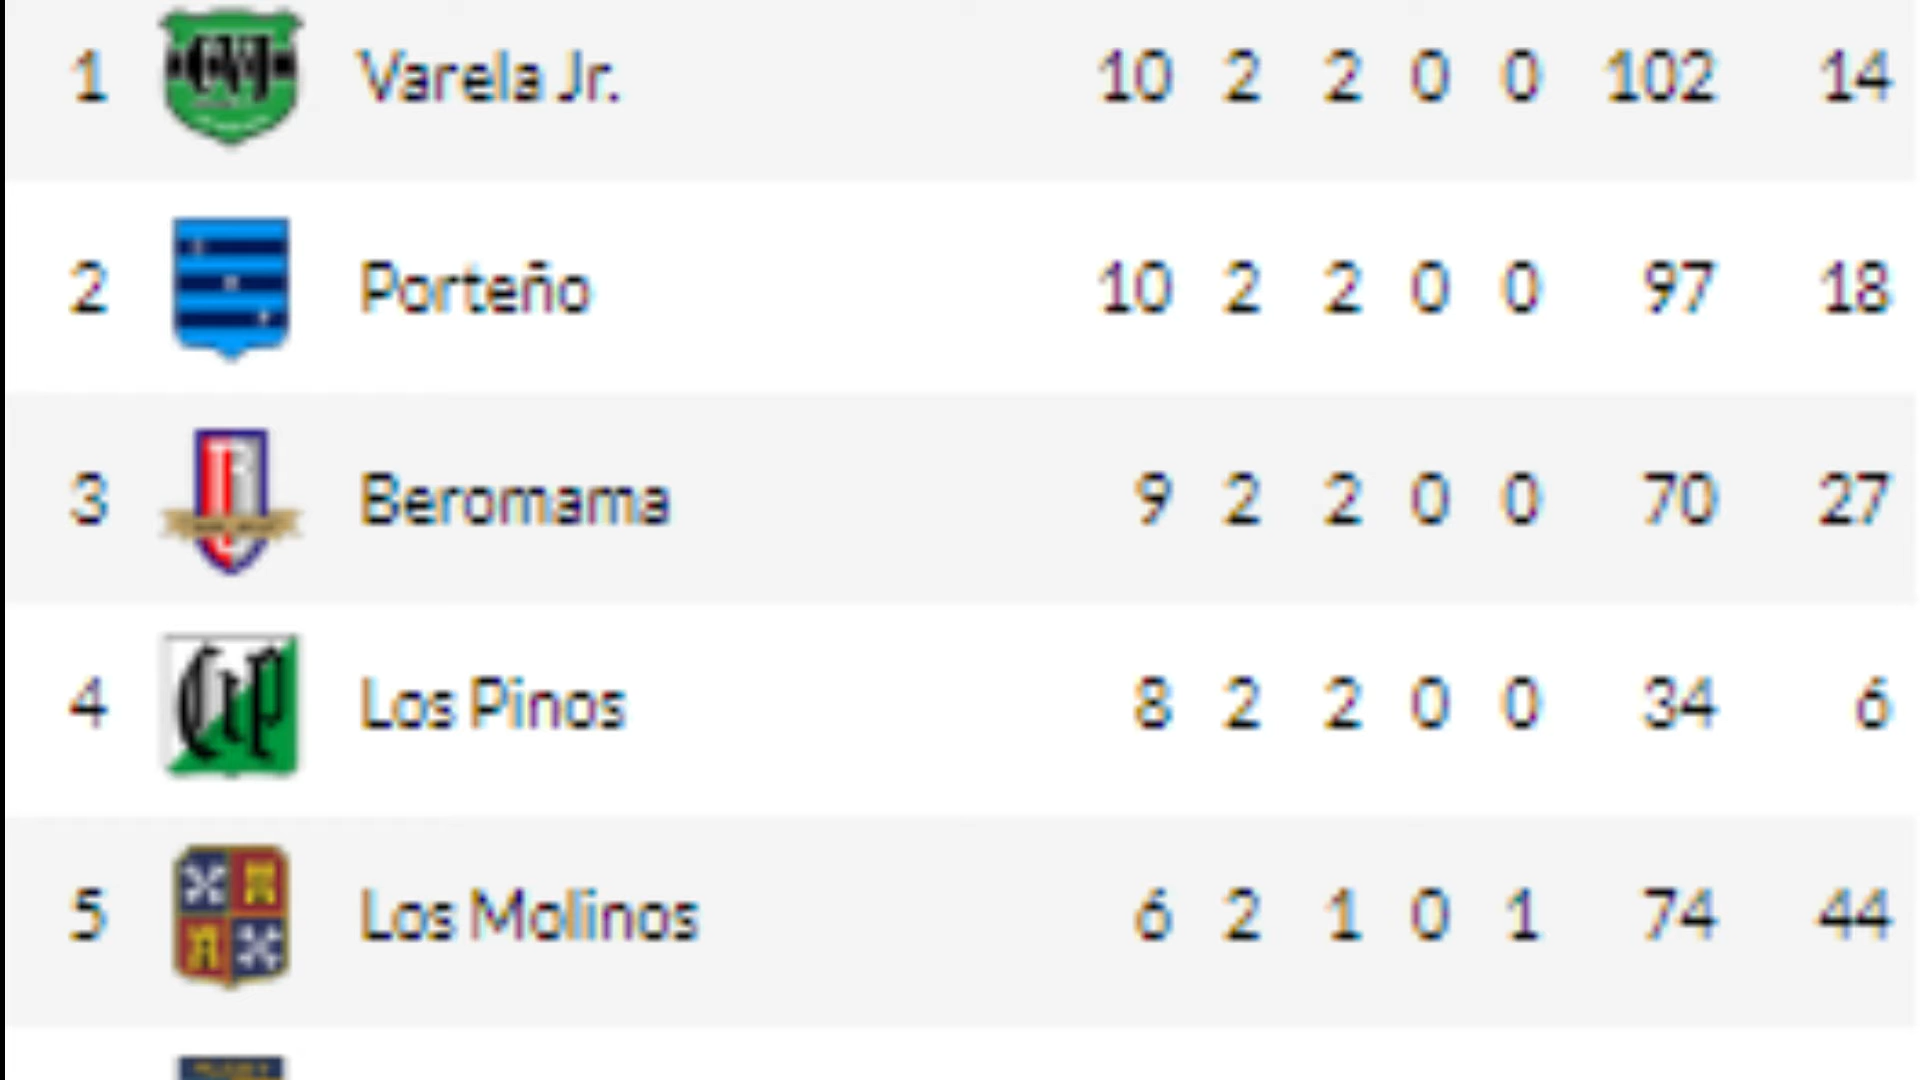 1 Varela Jr. 10 2 2 0 0 102 14
2 Porteño 10 2 2 0 0 97 18
3 Beromama 9 2 2 0 0 70 27
4 Los Pinos 8 2 2 0 0 34 6
5 Los Molinos 6 2 1 0 1 74 44